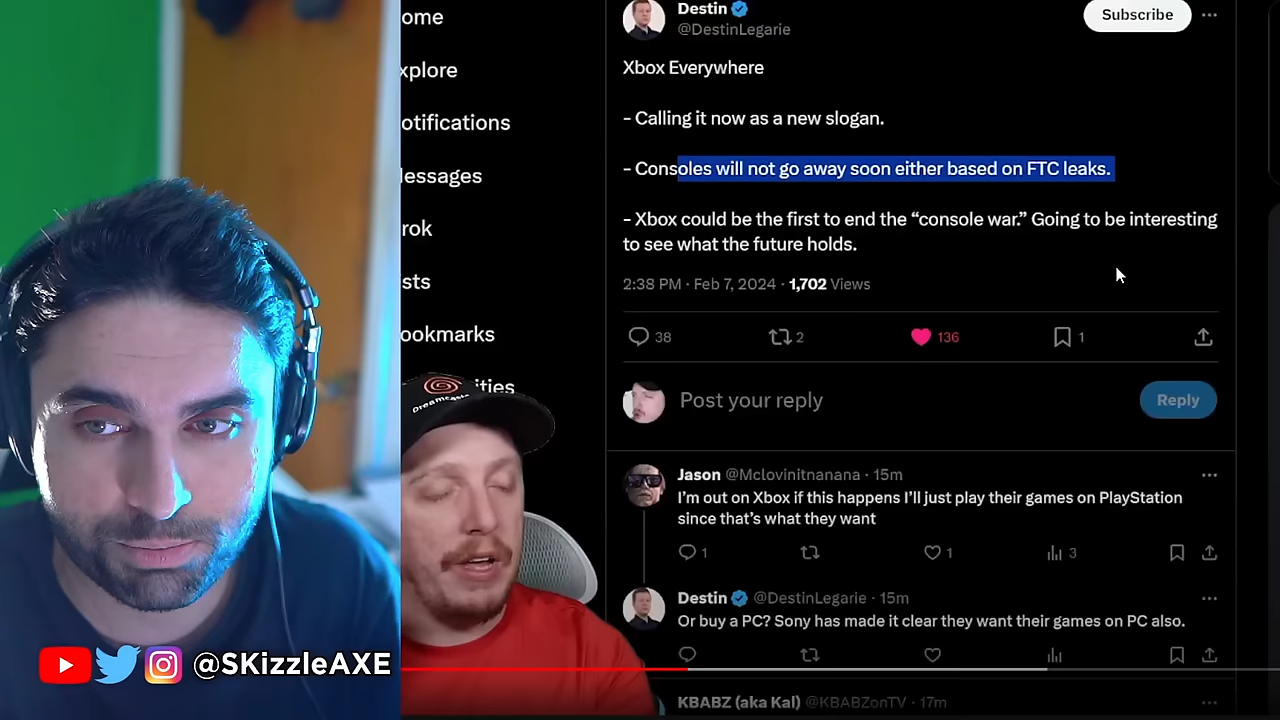 ome
xplore
otifications
essages
rok
sts
ookmarks
ities
Destin
@DestinLegarie
Subscribe
Xbox Everywhere
- Calling it now as a new slogan.
- Consoles will not go away soon either based on FTC leaks.
- Xbox could be the first to end the “console war.” Going to be interesting
to see what the future holds.
2:38 PM · Feb 7, 2024 · 1,702 Views
38
2
136
1
Post your reply
Reply
Jason @Mclovinitnanana · 15m
I’m out on Xbox if this happens I’ll just play their games on PlayStation
since that’s what they want
1
1
3
Destin @DestinLegarie · 15m
Or buy a PC? Sony has made it clear they want their games on PC also.
KBABZ (aka Kal) @KBABZonTV · 17m
Dreamcast
@SKizzleAXE